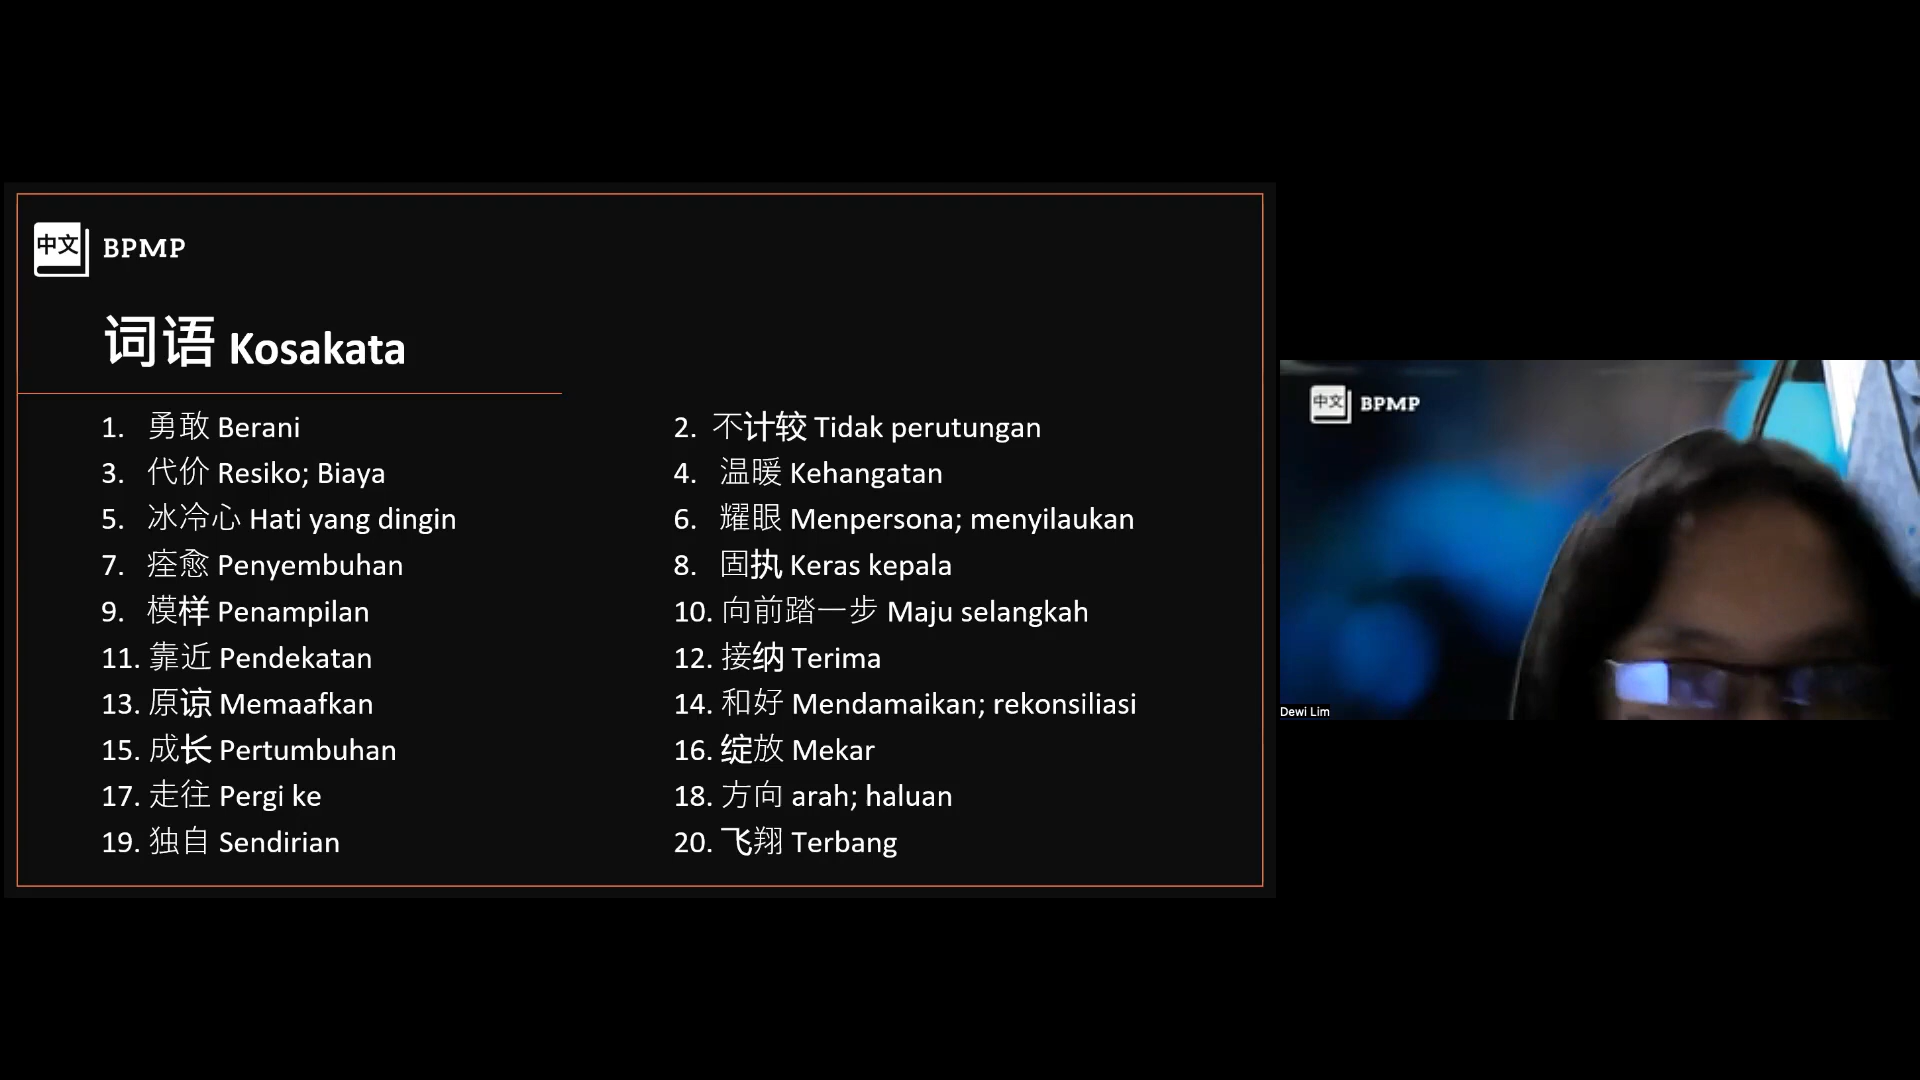 中文 BPMP
词语 Kosakata
1. 勇敢 Berani
2. 不计较 Tidak perutungan
3. 代价 Resiko; Biaya
4. 温暖 Kehangatan
5. 冰冷心 Hati yang dingin
6. 耀眼 Menpersona; menyilaukan
7. 痊愈 Penyembuhan
8. 固执 Keras kepala
9. 模样 Penampilan
10. 向前踏一步 Maju selangkah
11. 靠近 Pendekatan
12. 接纳 Terima
13. 原谅 Memaafkan
14. 和好 Mendamaikan; rekonsiliasi
15. 成长 Pertumbuhan
16. 绽放 Mekar
17. 走往 Pergi ke
18. 方向 arah; haluan
19. 独自 Sendirian
20. 飞翔 Terbang
中文 BPMP
Dewi Lim